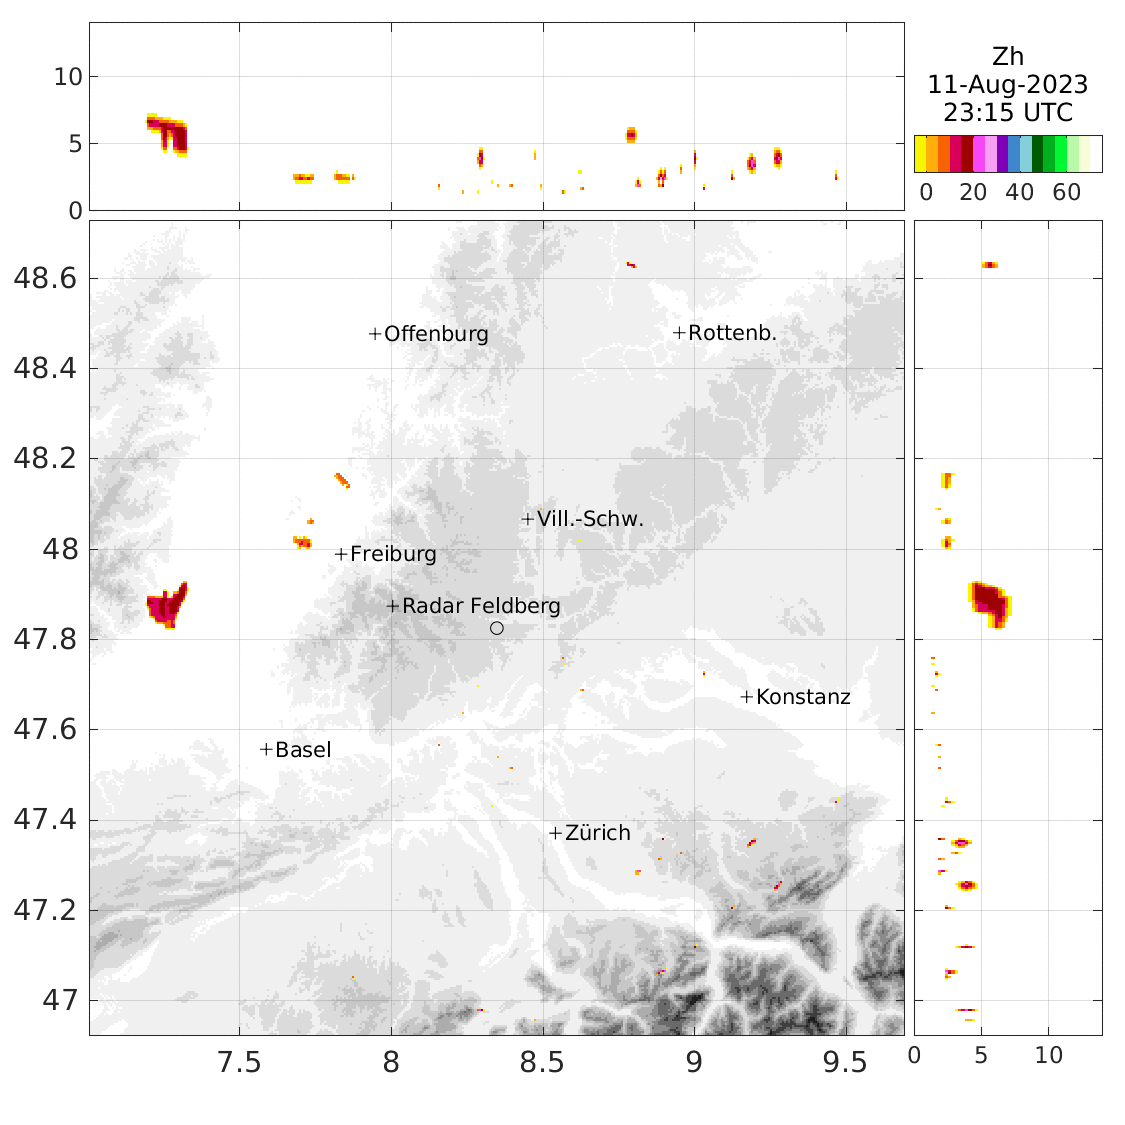 Zh
11-Aug-2023
23:15 UTC
0 20 40 60
10
5
0
48.6
48.4
48.2
48
47.8
47.6
47.4
47.2
47
Offenburg
Rottenb.
Vill.-Schw.
Freiburg
Radar Feldberg
Konstanz
Basel
Zürich
7.5 8 8.5 9 9.5
0 5 10